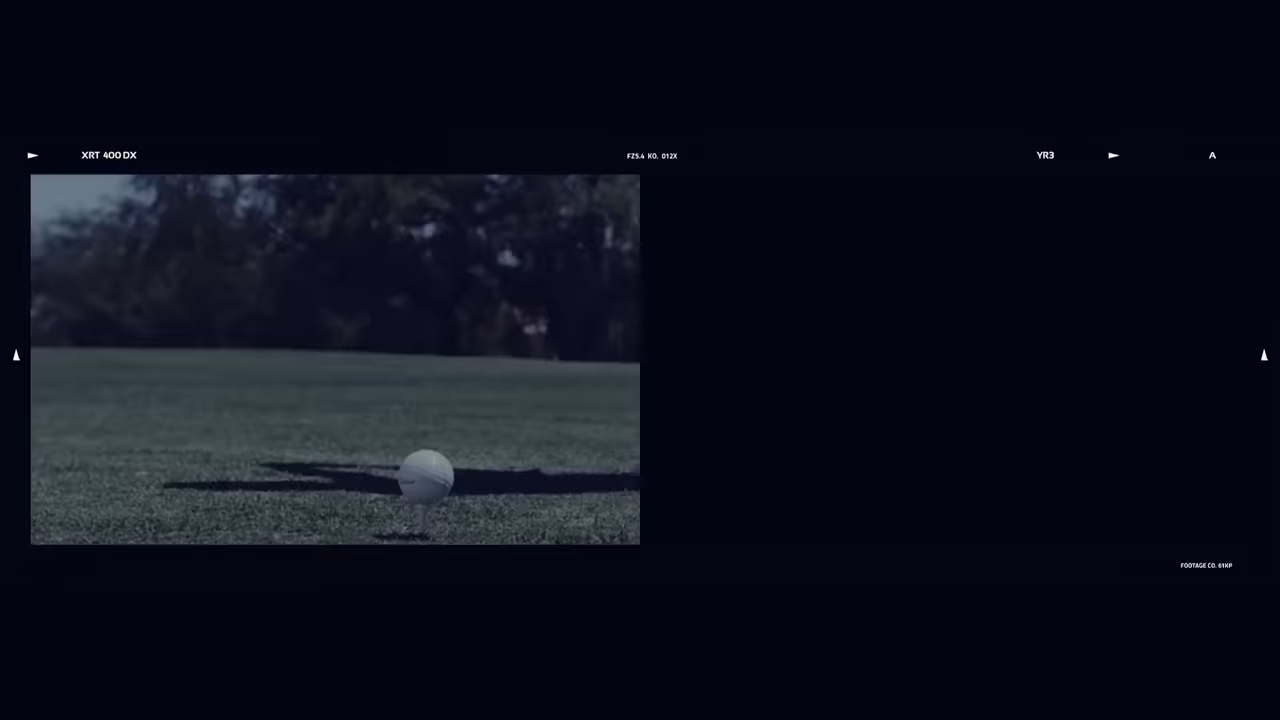 XRT 400 DX
FZ5.4 KO. 012X
YR3
A
FOOTAGE CO. 61KP